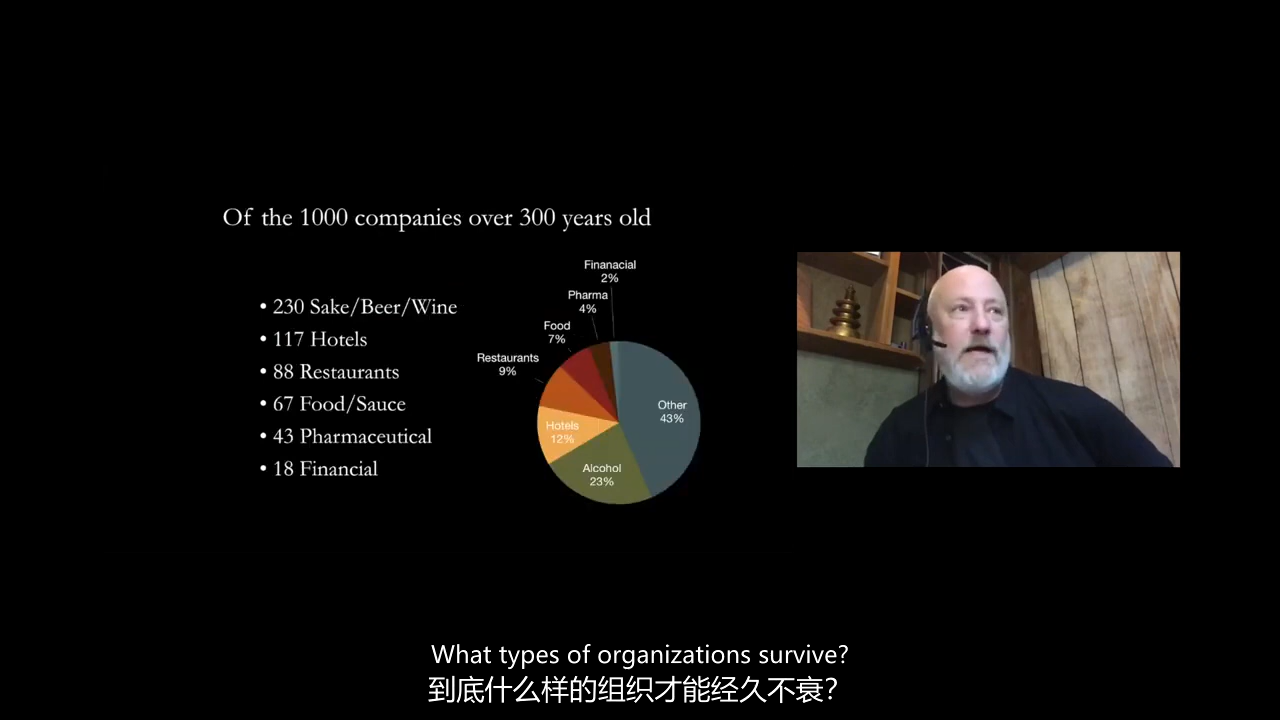 Of the 1000 companies over 300 years old
• 230 Sake/Beer/Wine
• 117 Hotels
• 88 Restaurants
• 67 Food/Sauce
• 43 Pharmaceutical
• 18 Financial
Finanacial
2%
Pharma
4%
Food
7%
Restaurants
9%
Hotels
12%
Alcohol
23%
Other
43%
What types of organizations survive?
到底什么样的组织才能经久不衰？